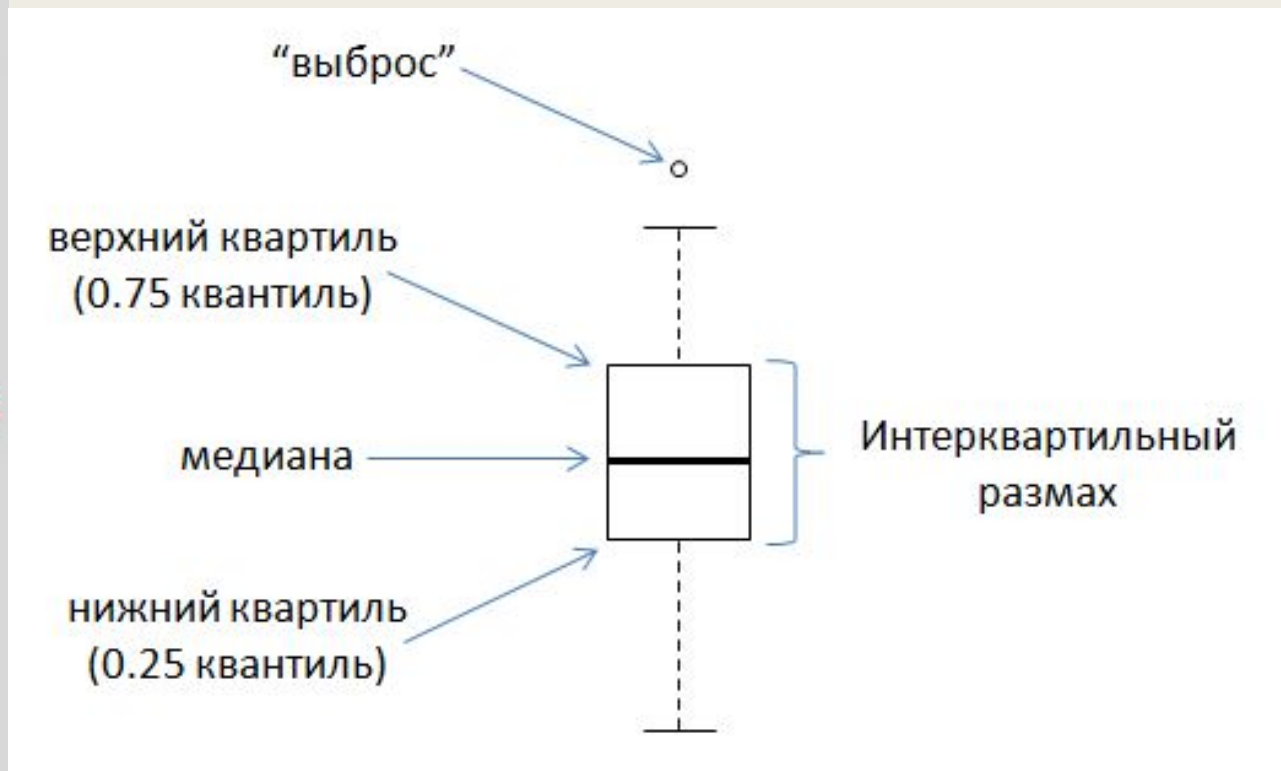 “выброс”
верхний квартиль
(0.75 квантиль)
медиана
Интерквартильный
размах
нижний квартиль
(0.25 квантиль)